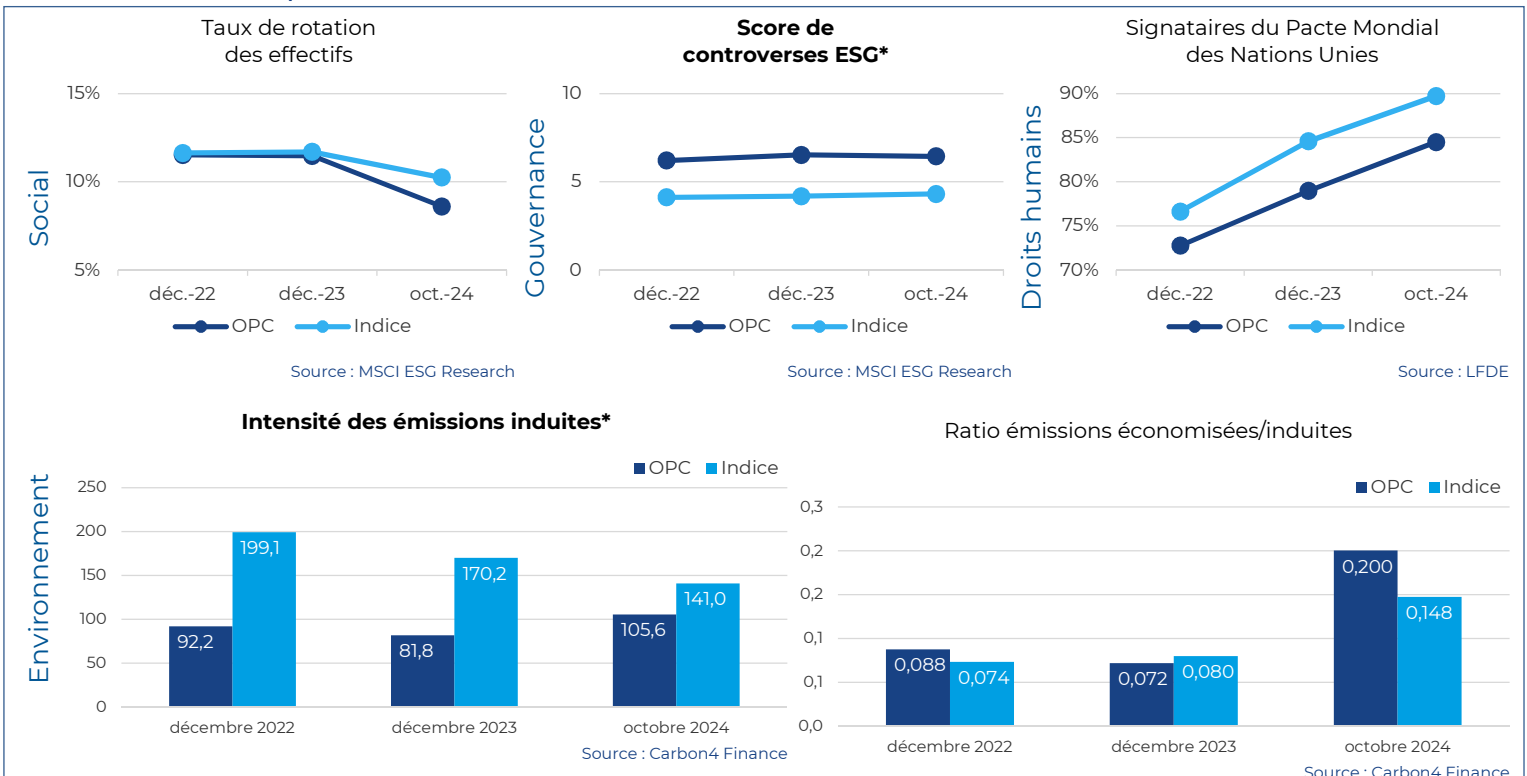 Taux de rotation
des effectifs
Social
15%
10%
5%
déc.-22 déc.-23 oct.-24
OPC Indice
Source : MSCI ESG Research
Score de
controverses ESG*
Gouvernance
10
5
0
déc.-22 déc.-23 oct.-24
OPC Indice
Source : MSCI ESG Research
Signataires du Pacte Mondial
des Nations Unies
Droits humains
90%
85%
80%
75%
70%
déc.-22 déc.-23 oct.-24
OPC Indice
Source : LFDE
Intensité des émissions induites*
Environnement
OPC Indice
250
200
150
100
50
0
92,2 199,1 81,8 170,2 105,6 141,0
décembre 2022 décembre 2023 octobre 2024
Source : Carbon4 Finance
Ratio émissions économisées/induites
OPC Indice
0,3
0,2
0,2
0,1
0,1
0,0
0,088 0,074 0,072 0,080 0,200 0,148
décembre 2022 décembre 2023 octobre 2024
Source : Carbon4 Finance